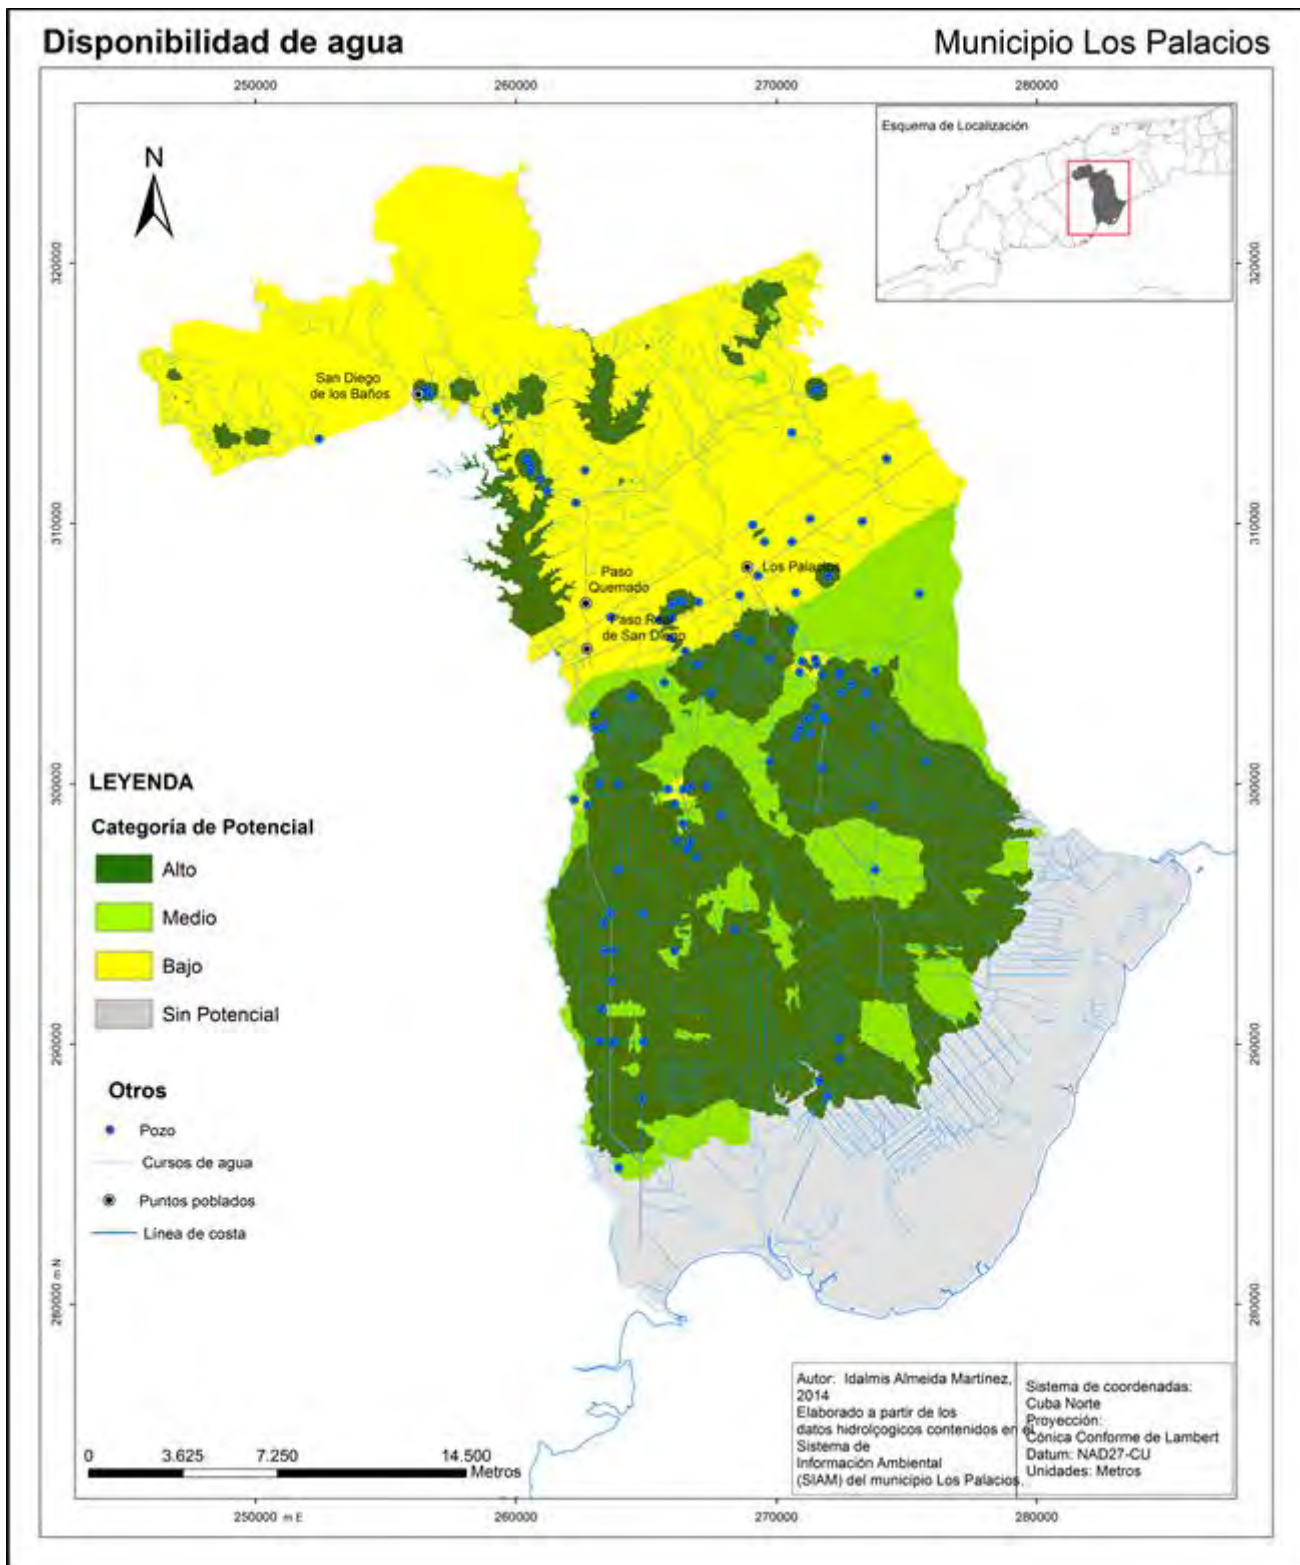 Disponibilidad de agua
Municipio Los Palacios
250000
260000
270000
280000
Esquema de Localización
N
320000
320000
San Diego
de los Baños
310000
310000
Los Palacios
Paso
Quemado
Paso Real
de San Diego
300000
300000
LEYENDA
Categoría de Potencial
Alto
Medio
Bajo
Sin Potencial
290000
290000
Otros
Pozo
Cursos de agua
Puntos poblados
Línea de costa
280000 m N
280000
Autor: Idalmis Almeida Martínez,
2014
Elaborado a partir de los
datos hidrolçogicos contenidos en el
Sistema de
Información Ambiental
(SIAM) del municipio Los Palacios.
Sistema de coordenadas:
Cuba Norte
Proyección:
Cónica Conforme de Lambert
Datum: NAD27-CU
Unidades: Metros
0 3.625 7.250 14.500
Metros
250000 m E
260000
270000
280000